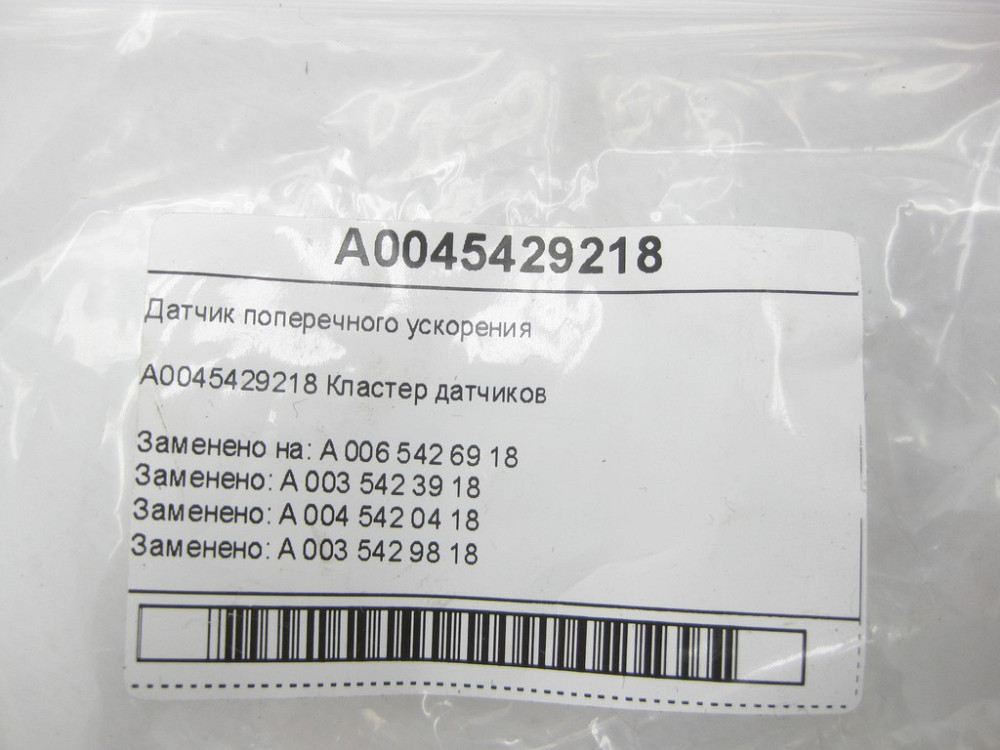 A0045429218
Датчик поперечного ускорения
A0045429218 Кластер датчиков
Заменено на: A 006 542 69 18
Заменено: A 003 542 39 18
Заменено: A 004 542 04 18
Заменено: A 003 542 98 18